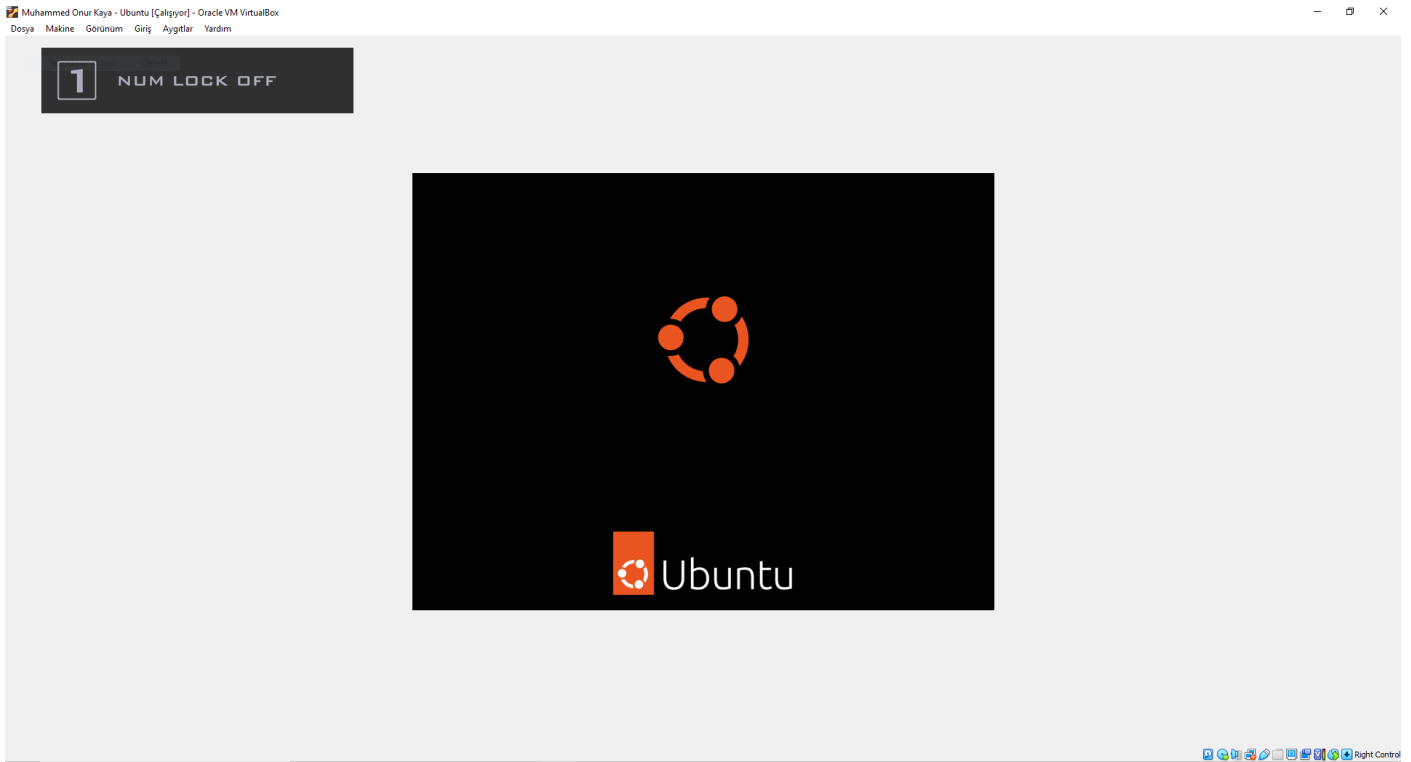 Muhammed Onur Kaya - Ubuntu [Çalışıyor] - Oracle VM VirtualBox
Dosya Makine Görünüm Giriş Aygıtlar Yardım
1 NUM LOCK OFF
Ubuntu
Right Control